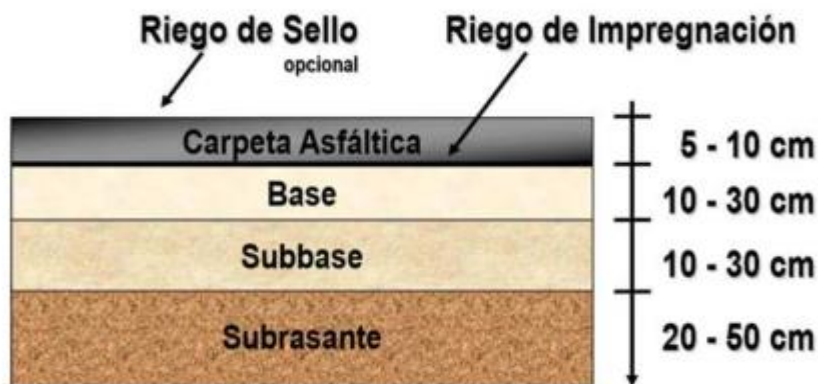 Riego de Sello
opcional
Riego de Impregnación
Carpeta Asfáltica
5 - 10 cm
Base
10 - 30 cm
Subbase
10 - 30 cm
Subrasante
20 - 50 cm